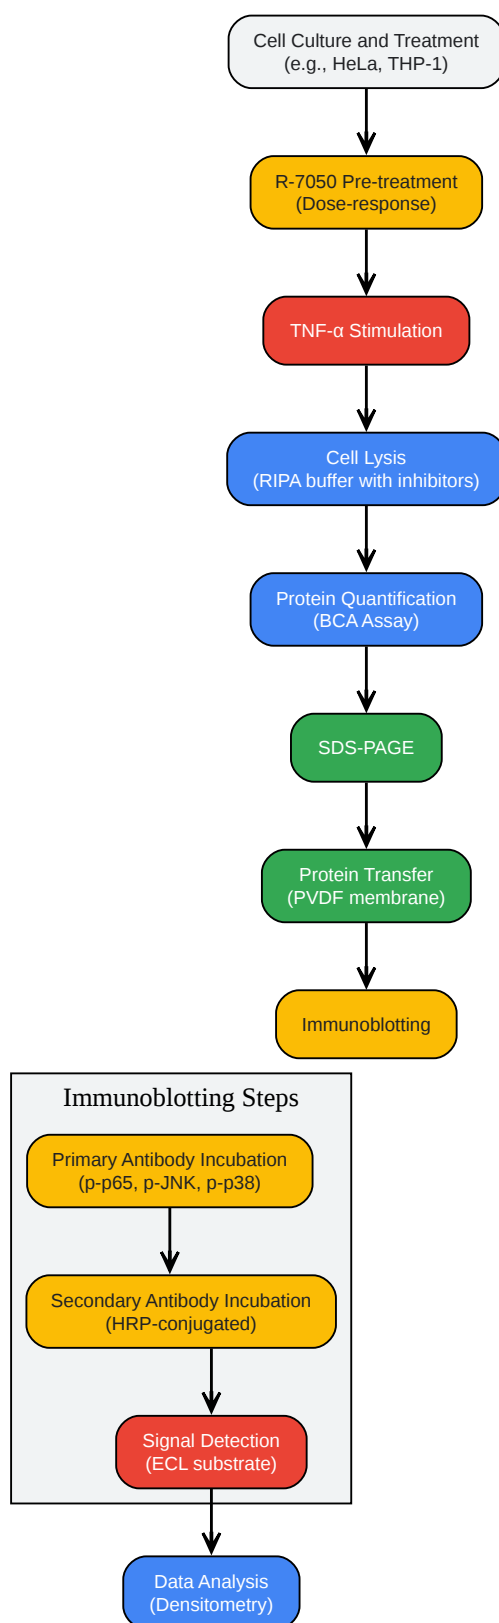 Cell Culture and Treatment
(e.g., HeLa, THP-1)
R-7050 Pre-treatment
(Dose-response)
TNF-α Stimulation
Cell Lysis
(RIPA buffer with inhibitors)
Protein Quantification
(BCA Assay)
SDS-PAGE
Protein Transfer
(PVDF membrane)
Immunoblotting
Immunoblotting Steps
Primary Antibody Incubation
(p-p65, p-JNK, p-p38)
Secondary Antibody Incubation
(HRP-conjugated)
Signal Detection
(ECL substrate)
Data Analysis
(Densitometry)